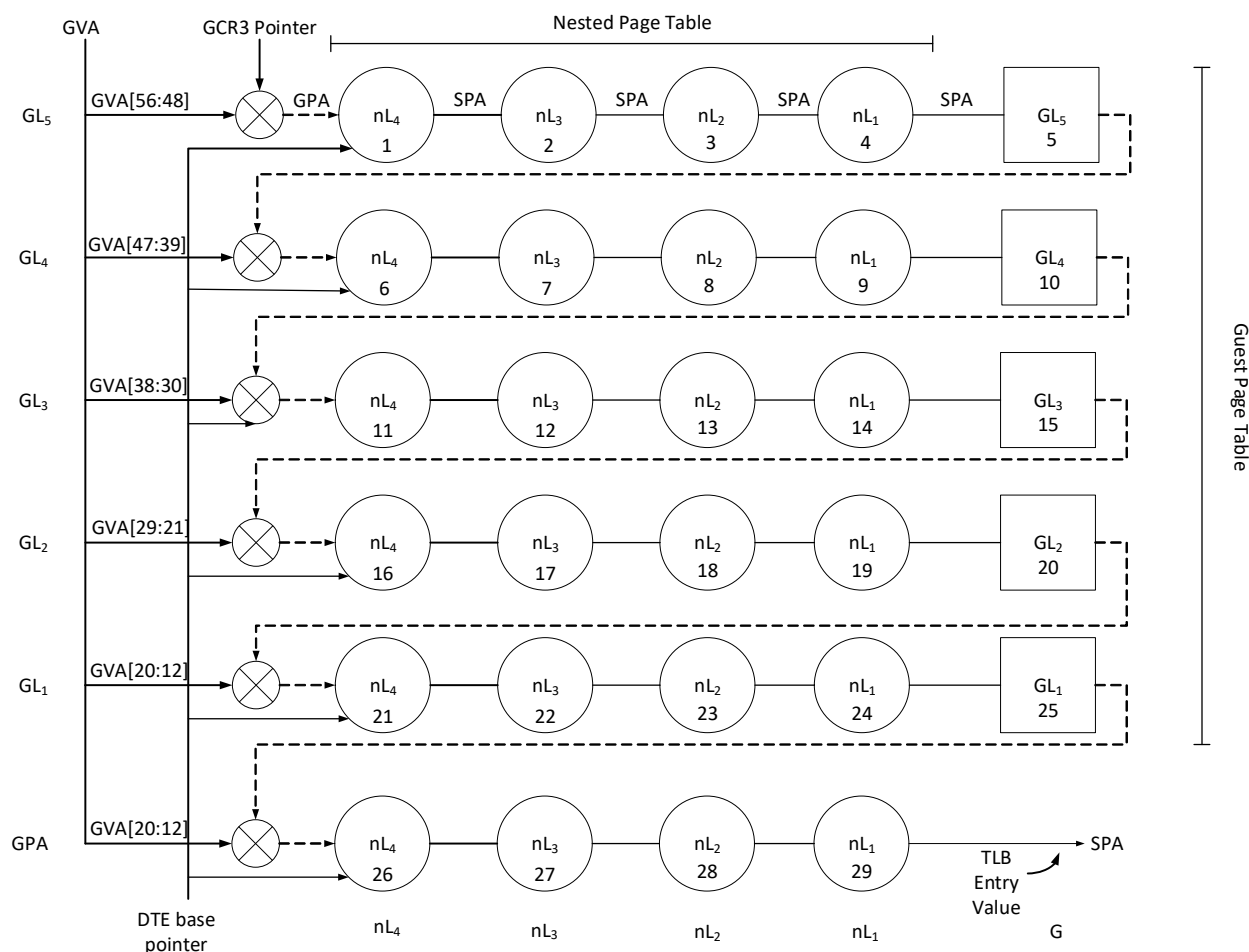 GVA GCR3 Pointer Nested Page Table
GVA[56:48] GPA SPA SPA SPA SPA
GL₅ nL₄ nL₃ nL₂ nL₁ GL₅
1 2 3 4 5
GVA[47:39]
GL₄ nL₄ nL₃ nL₂ nL₁ GL₄
6 7 8 9 10
GVA[38:30]
GL₃ nL₄ nL₃ nL₂ nL₁ GL₃
11 12 13 14 15
Guest Page Table
GVA[29:21]
GL₂ nL₄ nL₃ nL₂ nL₁ GL₂
16 17 18 19 20
GVA[20:12]
GL₁ nL₄ nL₃ nL₂ nL₁ GL₁
21 22 23 24 25
GVA[20:12]
GPA nL₄ nL₃ nL₂ nL₁ SPA
26 27 28 29
TLB
Entry
Value
DTE base
pointer
nL₄ nL₃ nL₂ nL₁ G